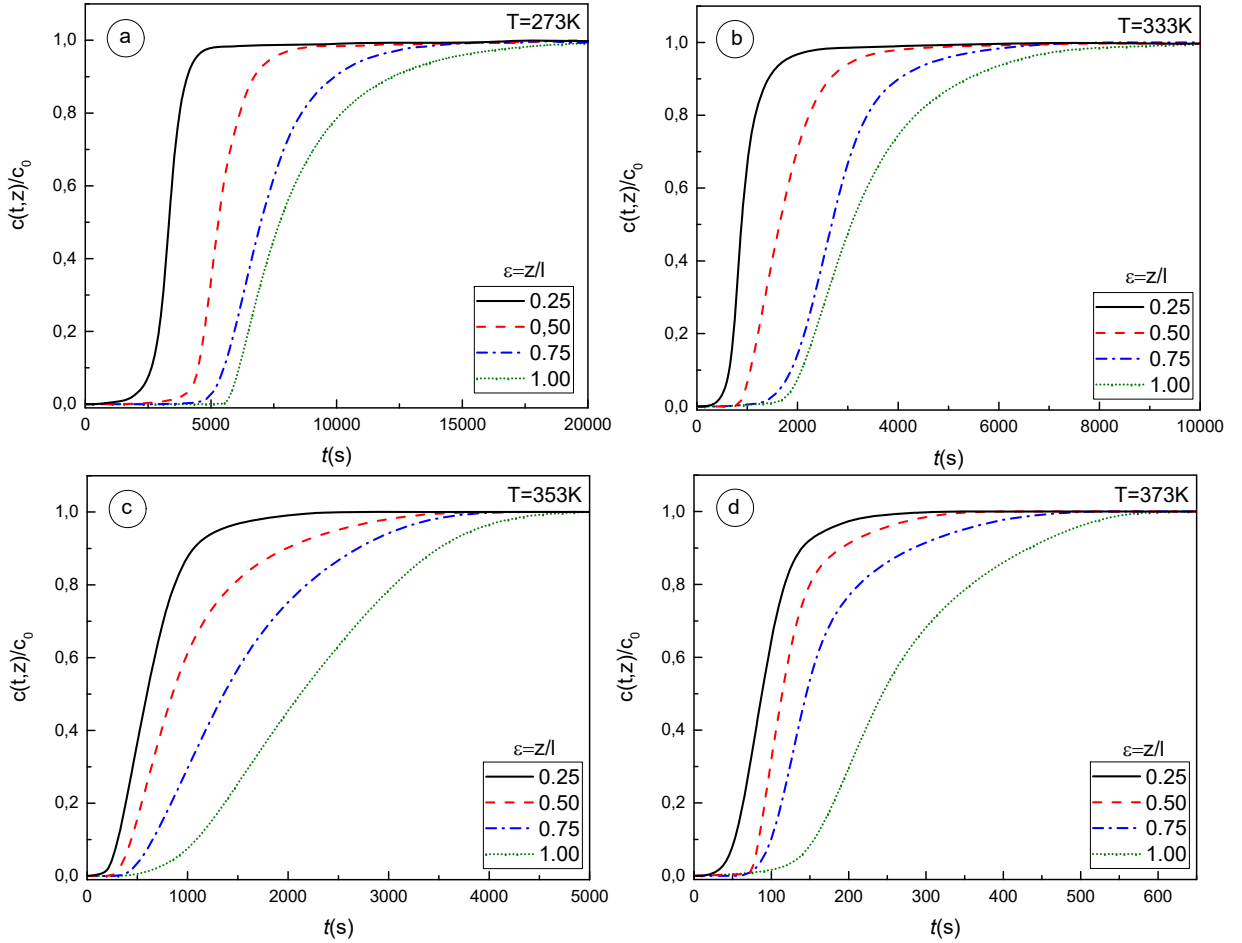 a
T=273K
c(t,z)/c0
1,0
0,8
0,6
0,4
0,2
0,0
ε=z/l
0.25
0,50
0.75
1.00
0 5000 10000 15000 20000
t(s)
b
T=333K
c(t,z)/c0
1,0
0,8
0,6
0,4
0,2
0,0
ε=z/l
0.25
0.50
0.75
1.00
0 2000 4000 6000 8000 10000
t(s)
c
T=353K
c(t,z)/c0
1,0
0,8
0,6
0,4
0,2
0,0
ε=z/l
0.25
0.50
0.75
1.00
0 1000 2000 3000 4000 5000
t(s)
d
T=373K
c(t,z)/c0
1,0
0,8
0,6
0,4
0,2
0,0
ε=z/l
0.25
0.50
0.75
1.00
0 100 200 300 400 500 600
t(s)